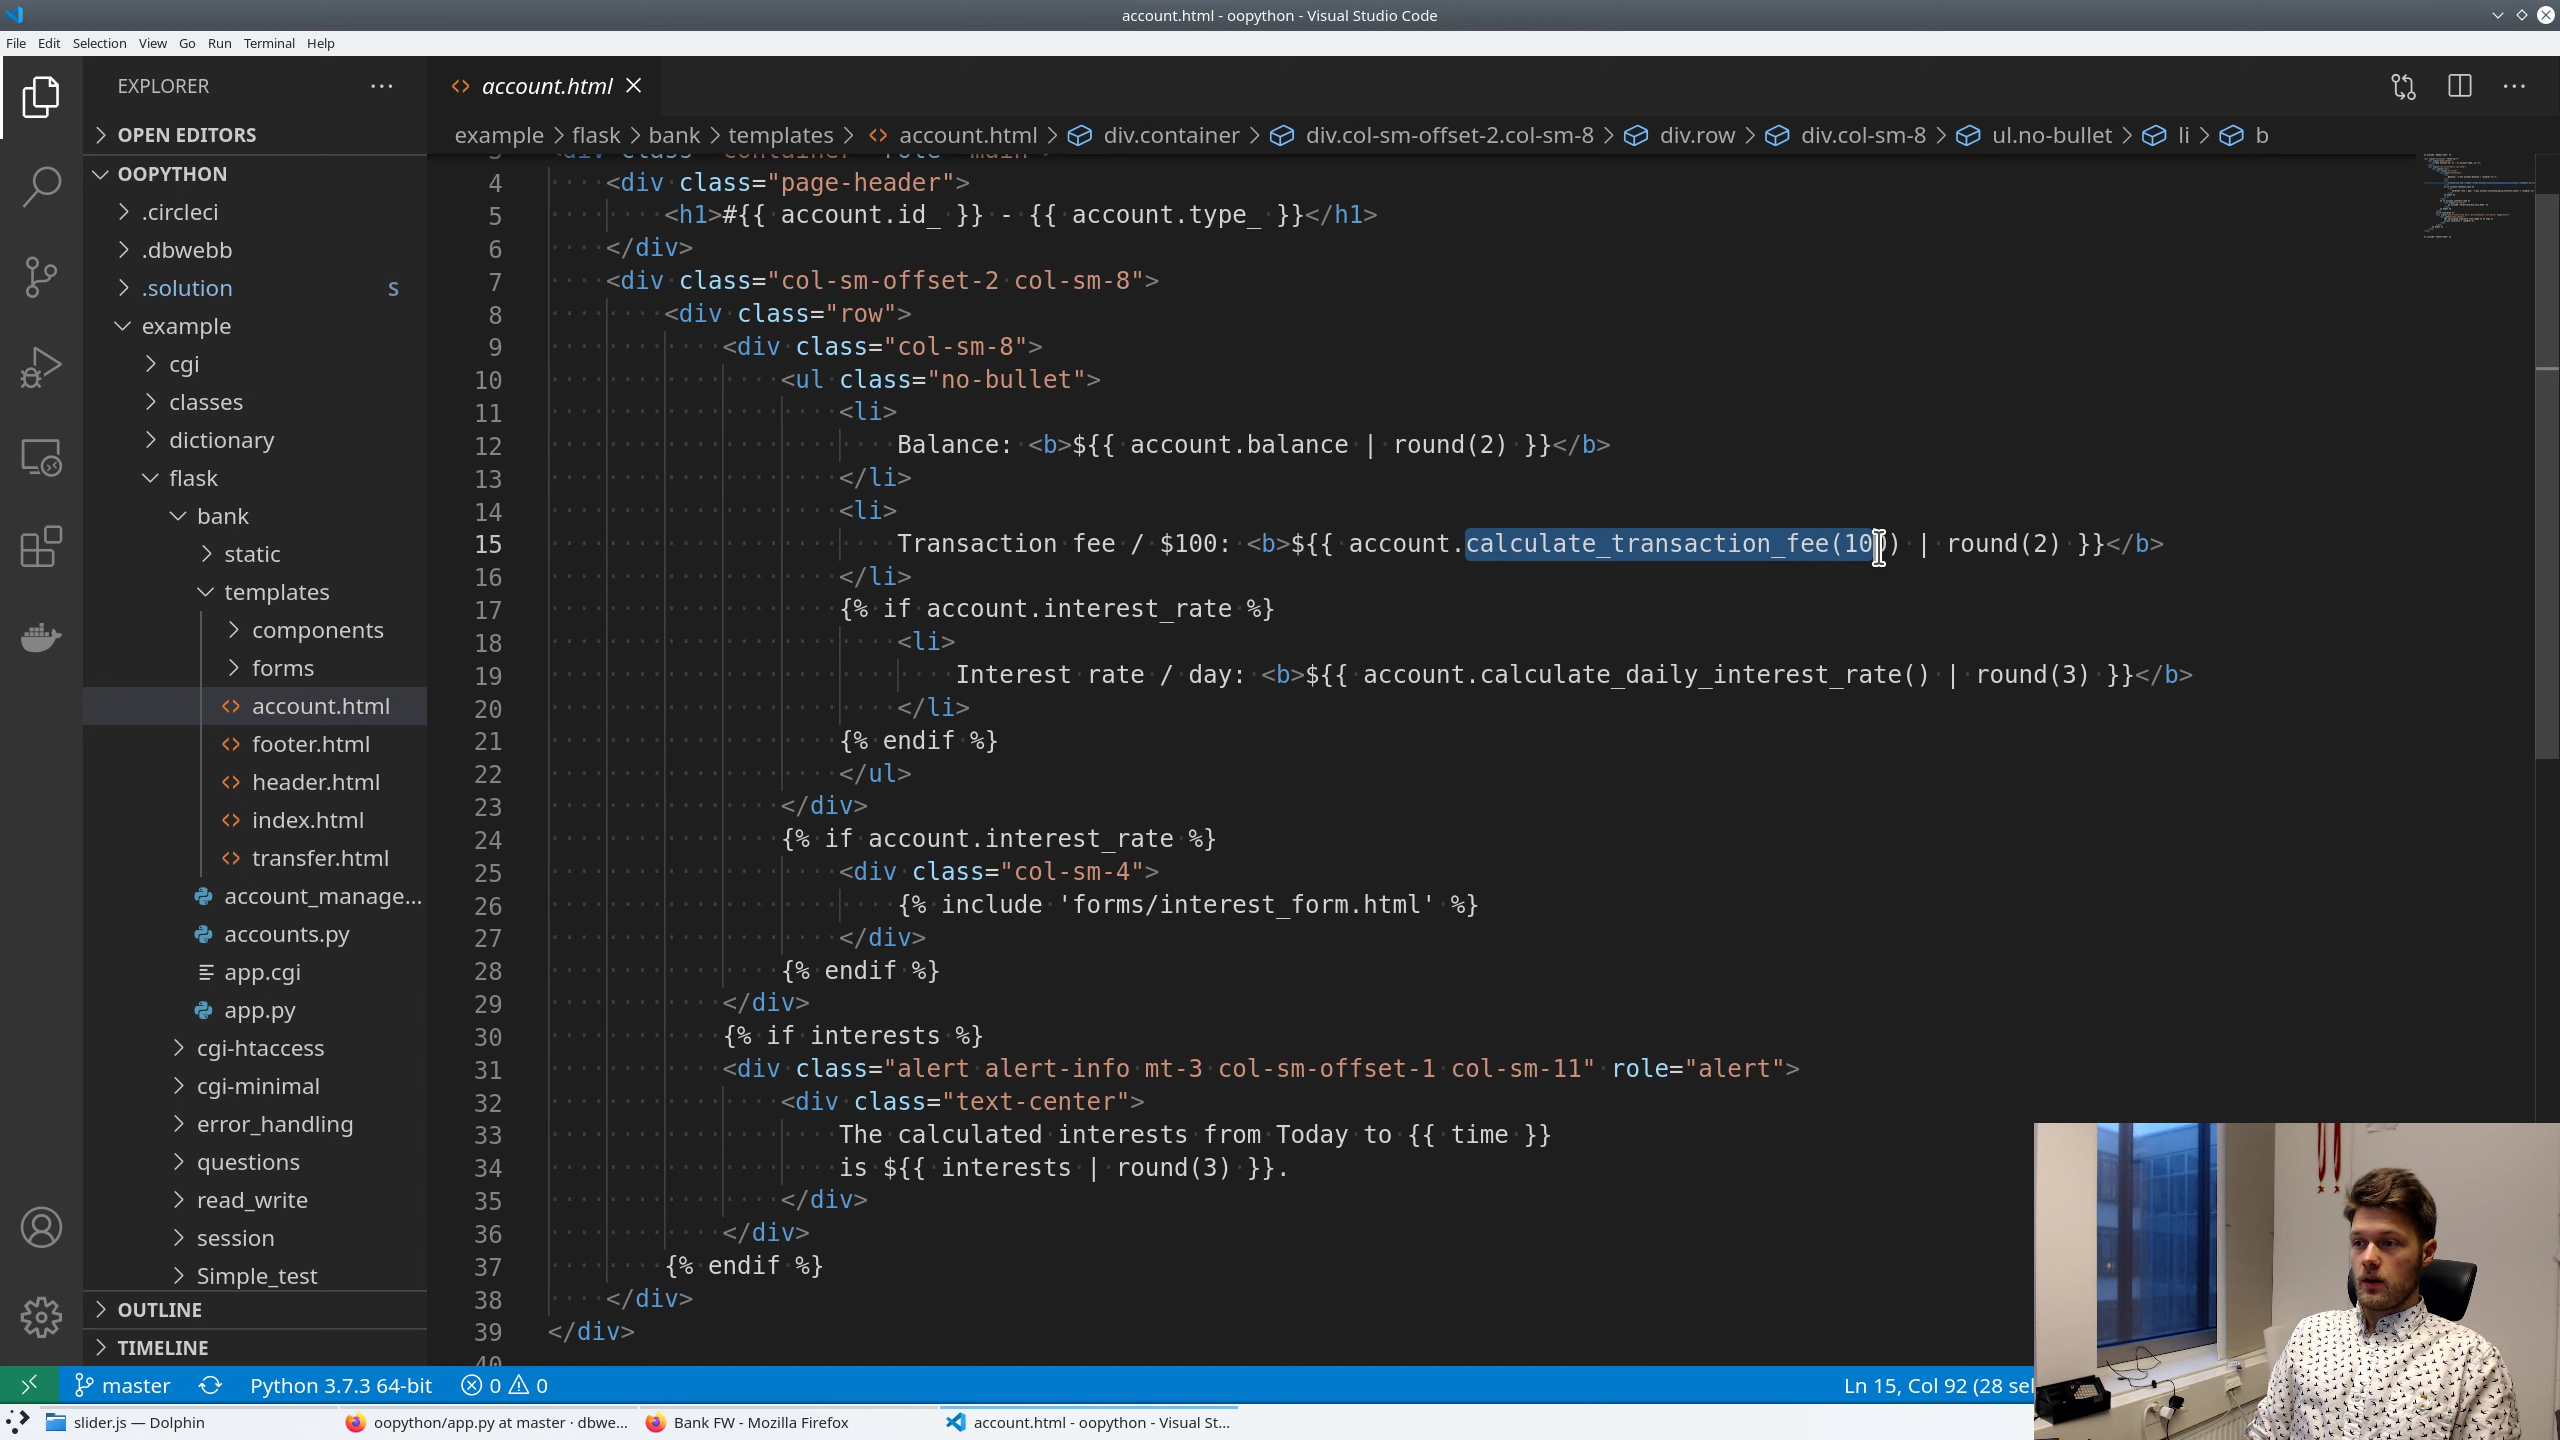 account.html - oopython - Visual Studio Code
File Edit Selection View Go Run Terminal Help
EXPLORER
OPEN EDITORS
OOPYTHON
.circleci
.dbwebb
.solution S
example
cgi
classes
dictionary
flask
bank
static
templates
components
forms
account.html
footer.html
header.html
index.html
transfer.html
account_manage...
accounts.py
app.cgi
app.py
cgi-htaccess
cgi-minimal
error_handling
questions
read_write
session
Simple_test
OUTLINE
TIMELINE
account.html
example > flask > bank > templates > account.html > div.container > div.col-sm-offset-2.col-sm-8 > div.row > div.col-sm-8 > ul.no-bullet > li > b
4 <div class="page-header">
5 <h1>#{{ account.id_ }} - {{ account.type_ }}</h1>
6 </div>
7 <div class="col-sm-offset-2 col-sm-8">
8 <div class="row">
9 <div class="col-sm-8">
10 <ul class="no-bullet">
11 <li>
12 Balance: <b>${{ account.balance | round(2) }}</b>
13 </li>
14 <li>
15 Transaction fee / $100: <b>${{ account.calculate_transaction_fee(100) | round(2) }}</b>
16 </li>
17 {% if account.interest_rate %}
18 <li>
19 Interest rate / day: <b>${{ account.calculate_daily_interest_rate() | round(3) }}</b>
20 </li>
21 {% endif %}
22 </ul>
23 </div>
24 {% if account.interest_rate %}
25 <div class="col-sm-4">
26 {% include 'forms/interest_form.html' %}
27 </div>
28 {% endif %}
29 </div>
30 {% if interests %}
31 <div class="alert alert-info mt-3 col-sm-offset-1 col-sm-11" role="alert">
32 <div class="text-center">
33 The calculated interests from Today to {{ time }}
34 is ${{ interests | round(3) }}.
35 </div>
36 </div>
37 {% endif %}
38 </div>
39 </div>
40
master Python 3.7.3 64-bit 0 0 Ln 15, Col 92 (28 sel
slider.js — Dolphin oopython/app.py at master · dbwe... Bank FW - Mozilla Firefox account.html - oopython - Visual St...